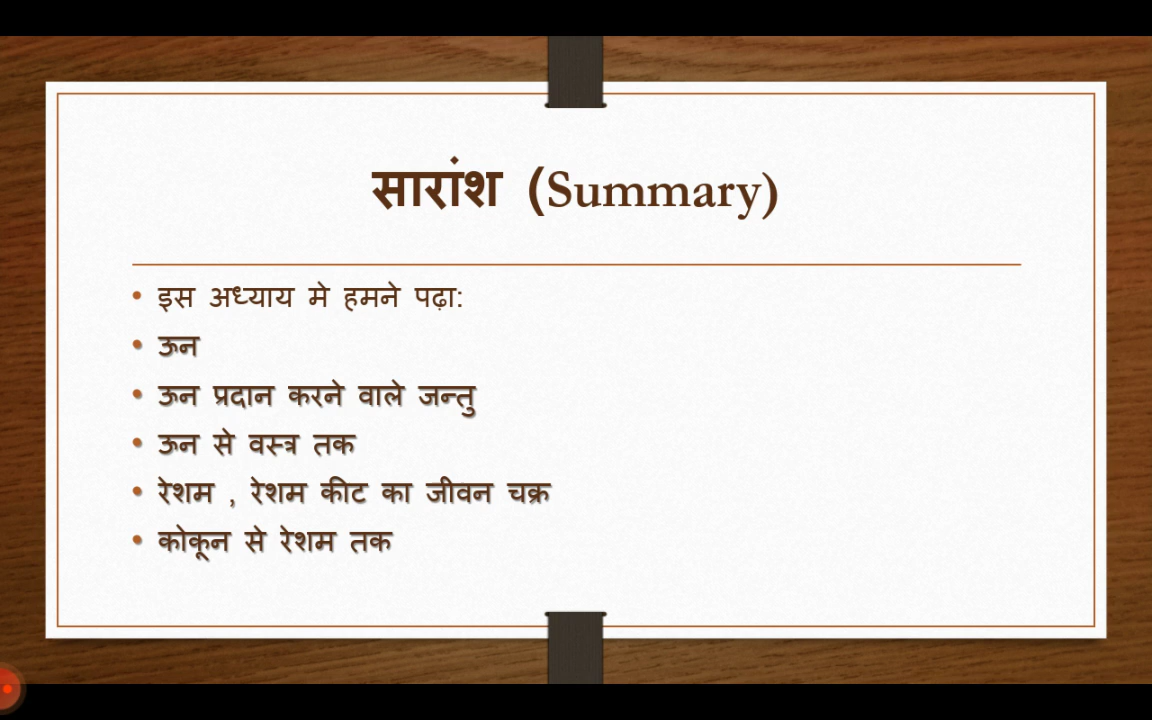 सारांश (Summary)
• इस अध्याय मे हमने पढ़ा:
• ऊन
• ऊन प्रदान करने वाले जन्तु
• ऊन से वस्त्र तक
• रेशम , रेशम कीट का जीवन चक्र
• कोकून से रेशम तक